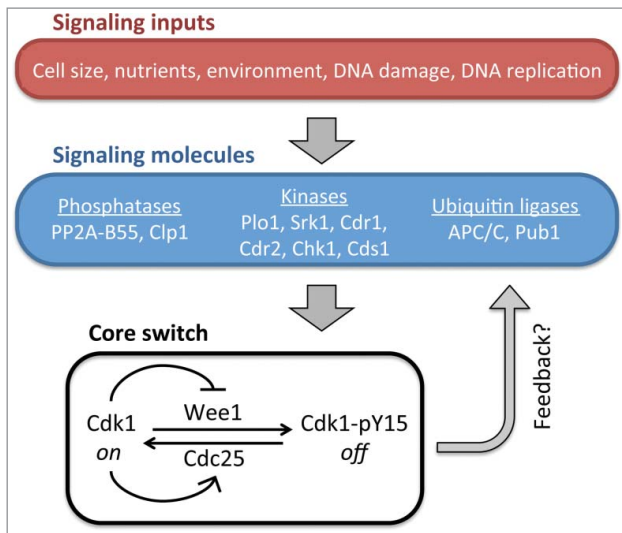 Signaling inputs
Cell size, nutrients, environment, DNA damage, DNA replication
Signaling molecules
Phosphatases
PP2A-B55, Clp1
Kinases
Plo1, Srk1, Cdr1,
Cdr2, Chk1, Cds1
Ubiquitin ligases
APC/C, Pub1
Core switch
Cdk1
on
Wee1
Cdc25
Cdk1-pY15
off
Feedback?